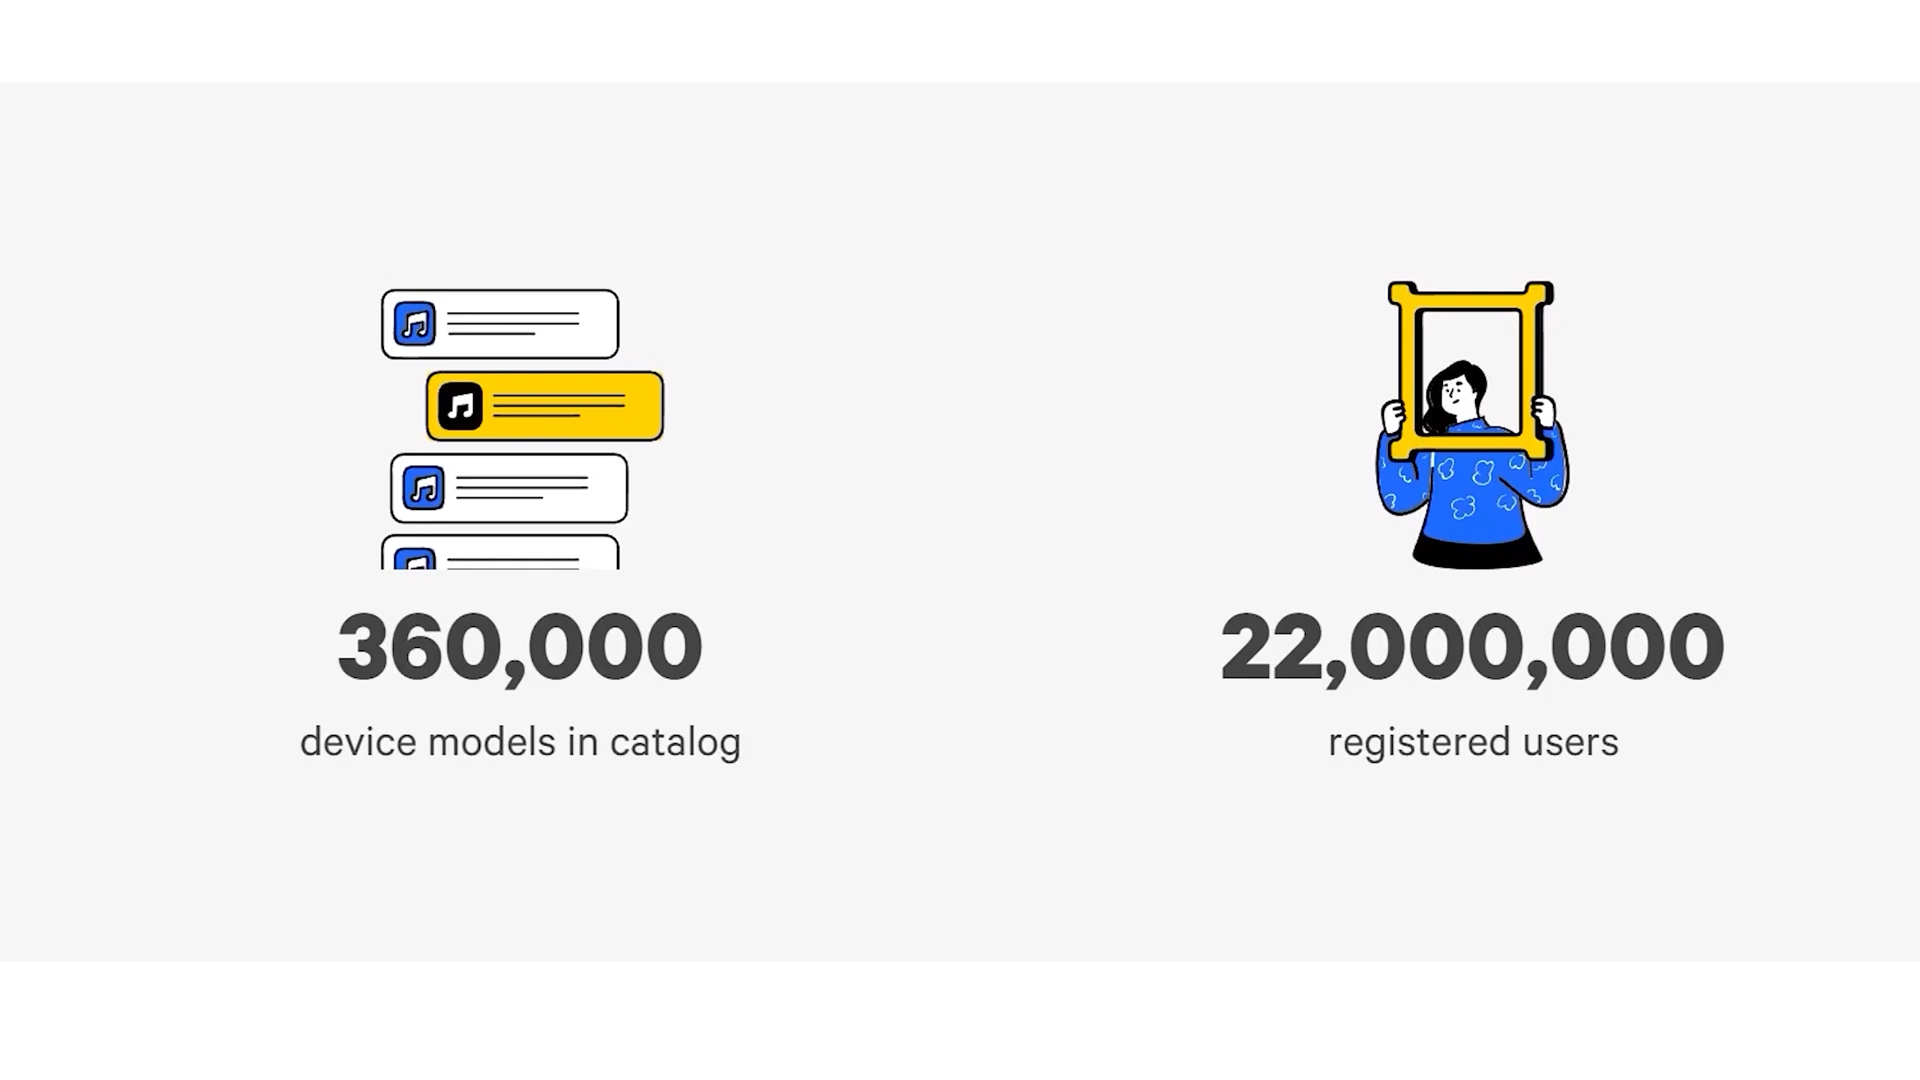 360,000
device models in catalog
22,000,000
registered users